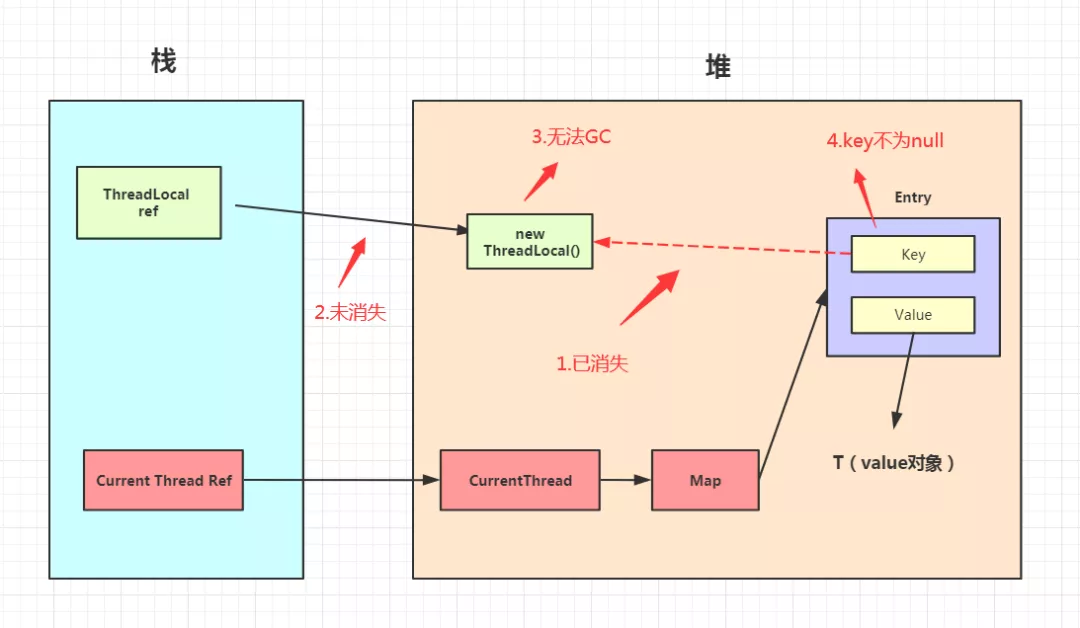 栈
堆
3.无法GC
4.key不为null
ThreadLocal
ref
Entry
new
ThreadLocal()
Key
2.未消失
Value
1.已消失
T（value对象）
Current Thread Ref
CurrentThread
Map